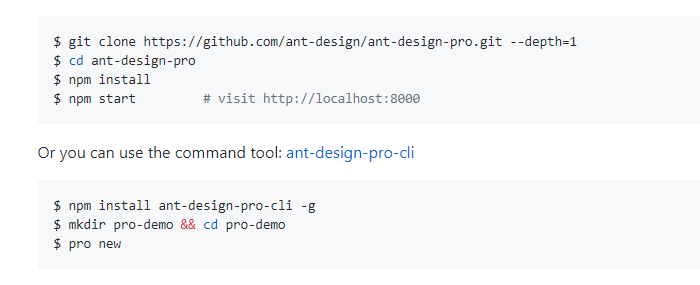 $ git clone https://github.com/ant-design/ant-design-pro.git --depth=1
$ cd ant-design-pro
$ npm install
$ npm start         # visit http://localhost:8000
Or you can use the command tool: ant-design-pro-cli
$ npm install ant-design-pro-cli -g
$ mkdir pro-demo && cd pro-demo
$ pro new